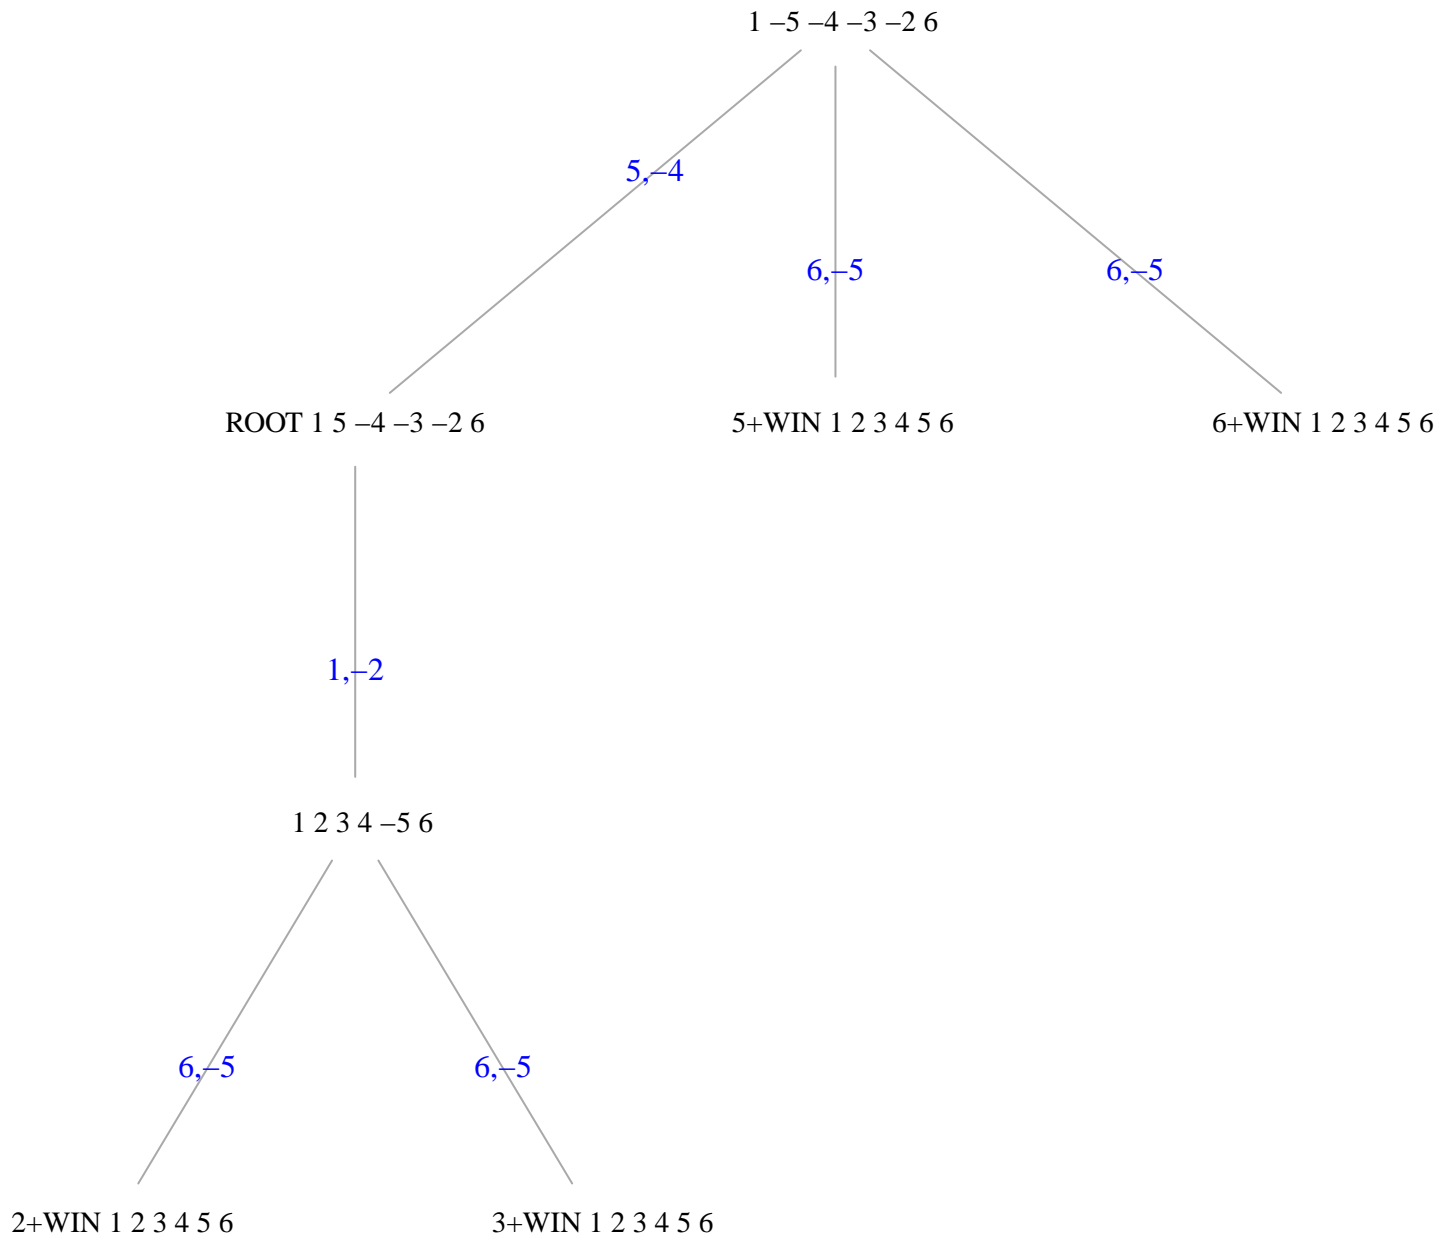 1 –5 –4 –3 –2 6
5,–4
6,–5
6,–5
ROOT 1 5 –4 –3 –2 6
5+WIN 1 2 3 4 5 6
6+WIN 1 2 3 4 5 6
1,–2
1 2 3 4 –5 6
6,–5
6,–5
2+WIN 1 2 3 4 5 6
3+WIN 1 2 3 4 5 6